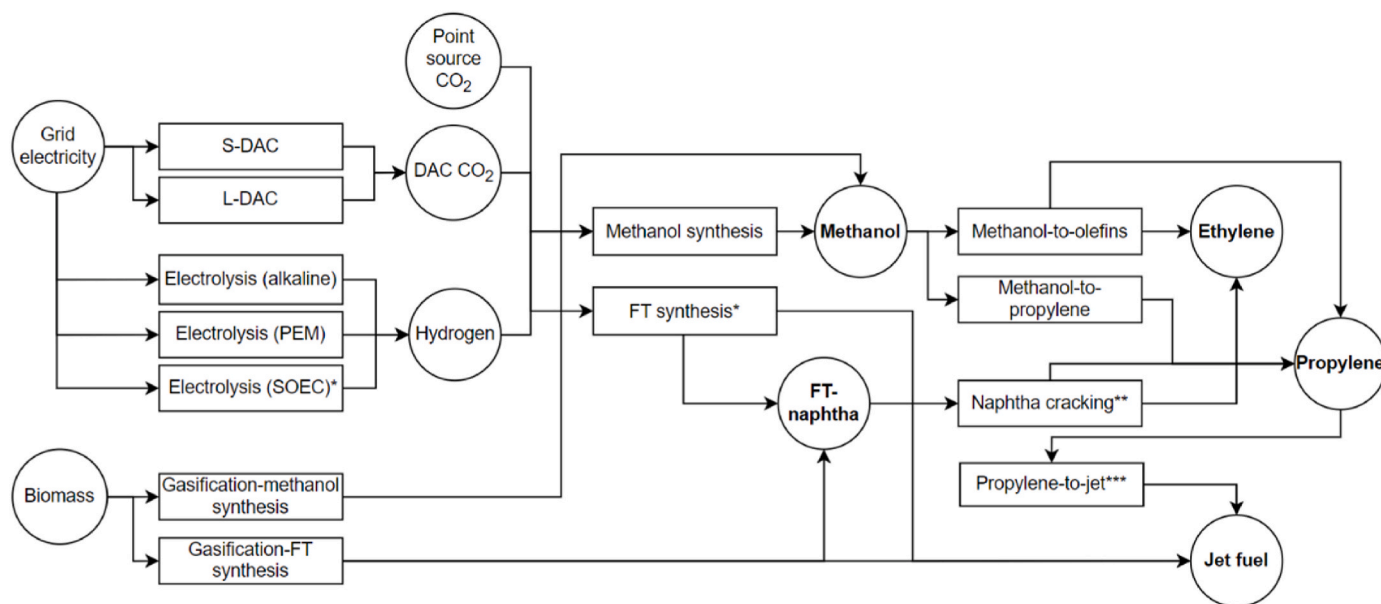 Point
source
CO2
Grid
electricity
S-DAC
L-DAC
DAC CO2
Electrolysis (alkaline)
Electrolysis (PEM)
Electrolysis (SOEC)*
Hydrogen
Methanol synthesis
FT synthesis*
Methanol
FT-
naphtha
Methanol-to-olefins
Methanol-to-
propylene
Naphtha cracking**
Propylene-to-jet***
Ethylene
Propylene
Jet fuel
Biomass
Gasification-methanol
synthesis
Gasification-FT
synthesis